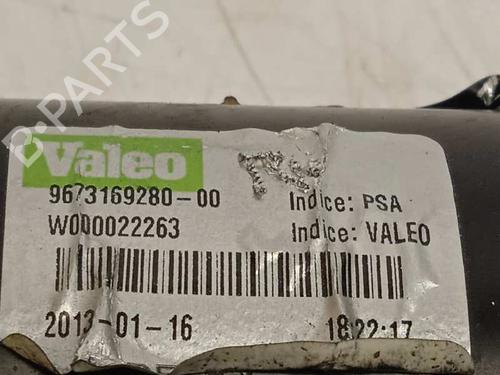 B-PARTS
Valeo
9673169280-00 Indice: PSA
W000022263 Indice: VALEO
2013-01-16 18:22:17